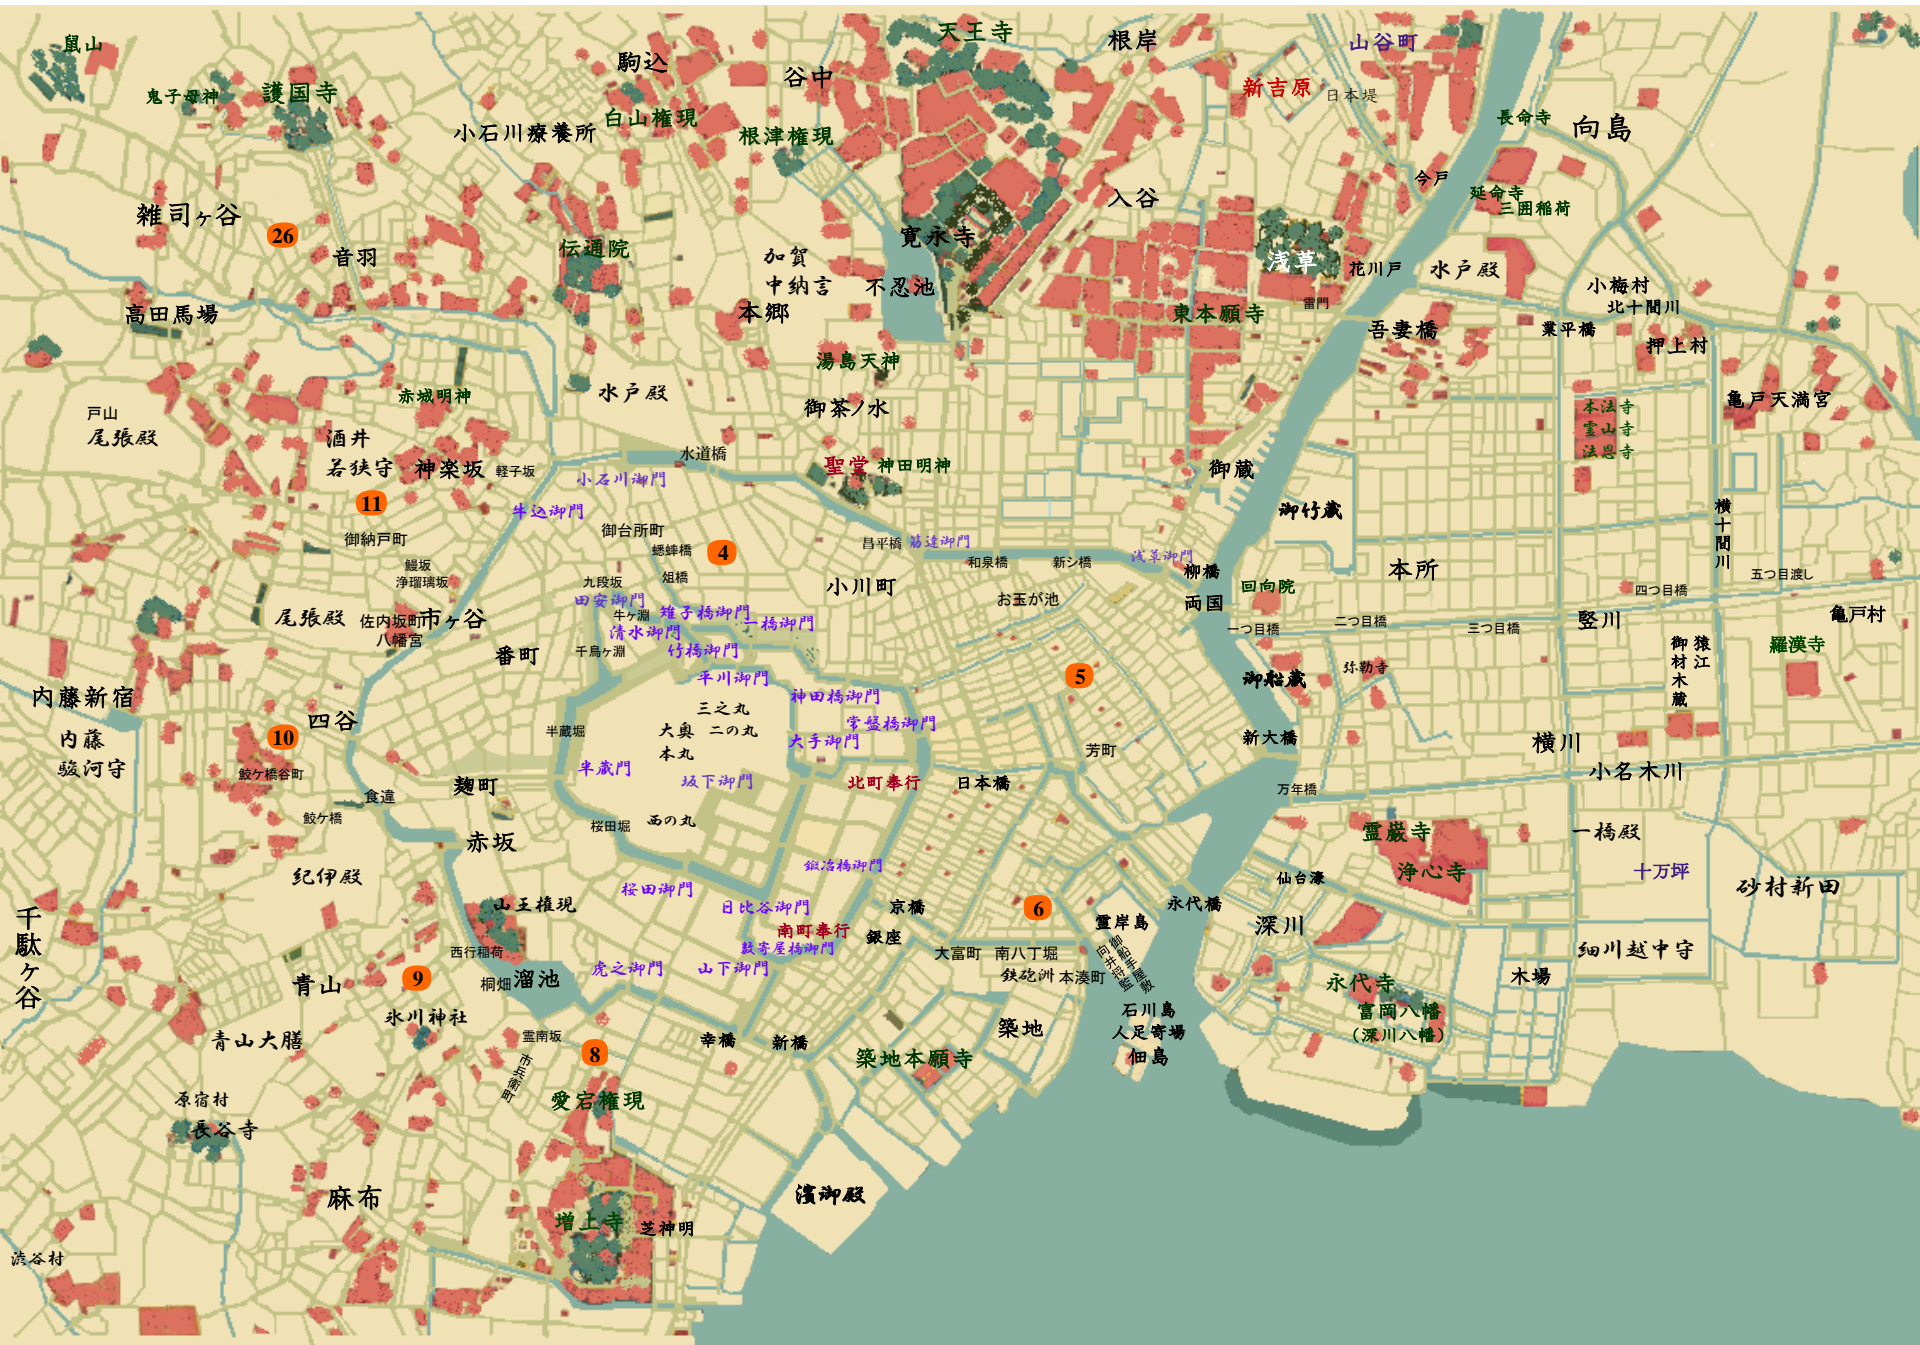 鼠山
鬼子母神
護国寺
駒込
谷中
天王寺
根岸
山谷町
新吉原
日本堤
白山権現
小石川療養所
根津権現
長命寺
向島
今戸
延命寺
三囲稲荷
入谷
雑司ヶ谷
26
音羽
伝通院
加賀
中納言
本郷
寛永寺
不忍池
浅草
花川戸
水戸殿
小梅村
北十間川
高田馬場
東本願寺
雷門
吾妻橋
業平橋
押上村
湯島天神
赤城明神
水戸殿
御茶ノ水
亀戸天満宮
本法寺
霊山寺
法恩寺
戸山
尾張殿
酒井
若狭守
神楽坂
軽子坂
水道橋
聖堂
神田明神
御蔵
小石川御門
11
牛込御門
御竹蔵
横十間川
御納戸町
御台所町
蟋蟀橋
4
昌平橋
筋違御門
和泉橋
新シ橋
浅草御門
柳橋
本所
鰻坂
浄瑠璃坂
九段坂
俎橋
小川町
お玉が池
両国
回向院
四つ目橋
五つ目渡し
田安御門
牛ヶ淵
雉子橋御門
一橋御門
尾張殿
佐内坂町
市ヶ谷
八幡宮
清水御門
竹橋御門
一つ目橋
二つ目橋
三つ目橋
竪川
亀戸村
番町
千鳥ヶ淵
平川御門
神田橋御門
5
御船蔵
弥勒寺
猿江
御材木蔵
羅漢寺
内藤新宿
内藤
駿河守
四谷
10
鮫ケ橋谷町
半蔵堀
三之丸
大奥
二の丸
本丸
常盤橋御門
大手御門
芳町
新大橋
横川
半蔵門
坂下御門
北町奉行
日本橋
小名木川
麹町
食違
鮫ケ橋
万年橋
赤坂
桜田堀
西の丸
霊巌寺
一橋殿
鍛冶橋御門
浄心寺
十万坪
砂村新田
紀伊殿
桜田御門
日比谷御門
京橋
6
仙台濠
永代橋
千駄ヶ谷
山王権現
南町奉行
銀座
霊岸島
深川
数寄屋橋御門
西行稲荷
大富町
南八丁堀
御船手屋敷
向井将監
細川越中守
青山
9
桐畑
溜池
虎之御門
山下御門
鉄砲洲
本湊町
木場
永代寺
氷川神社
石川島
人足寄場
佃島
富岡八幡
(深川八幡)
青山大膳
霊南坂
市兵衛町
8
幸橋
新橋
築地
築地本願寺
原宿村
長谷寺
愛宕権現
麻布
濱御殿
増上寺
芝神明
渋谷村